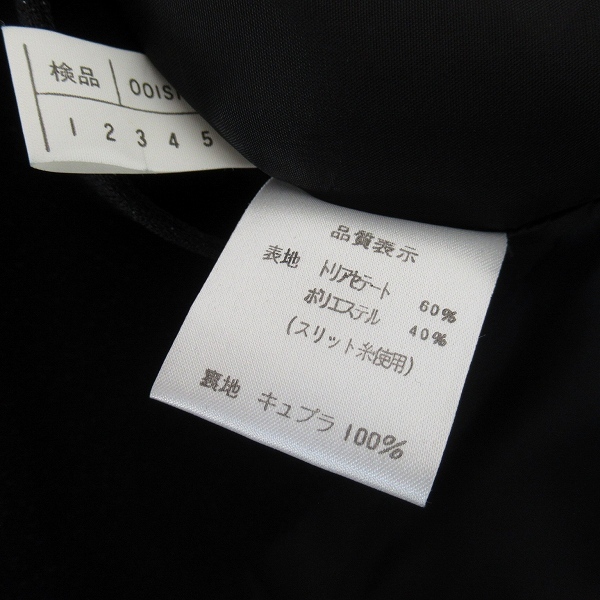 検品 001S
1 2 3 4 5
品質表示
表地 トリアセテート 60%
ポリエステル 40%
(スリット糸使用)
裏地 キュプラ 100%